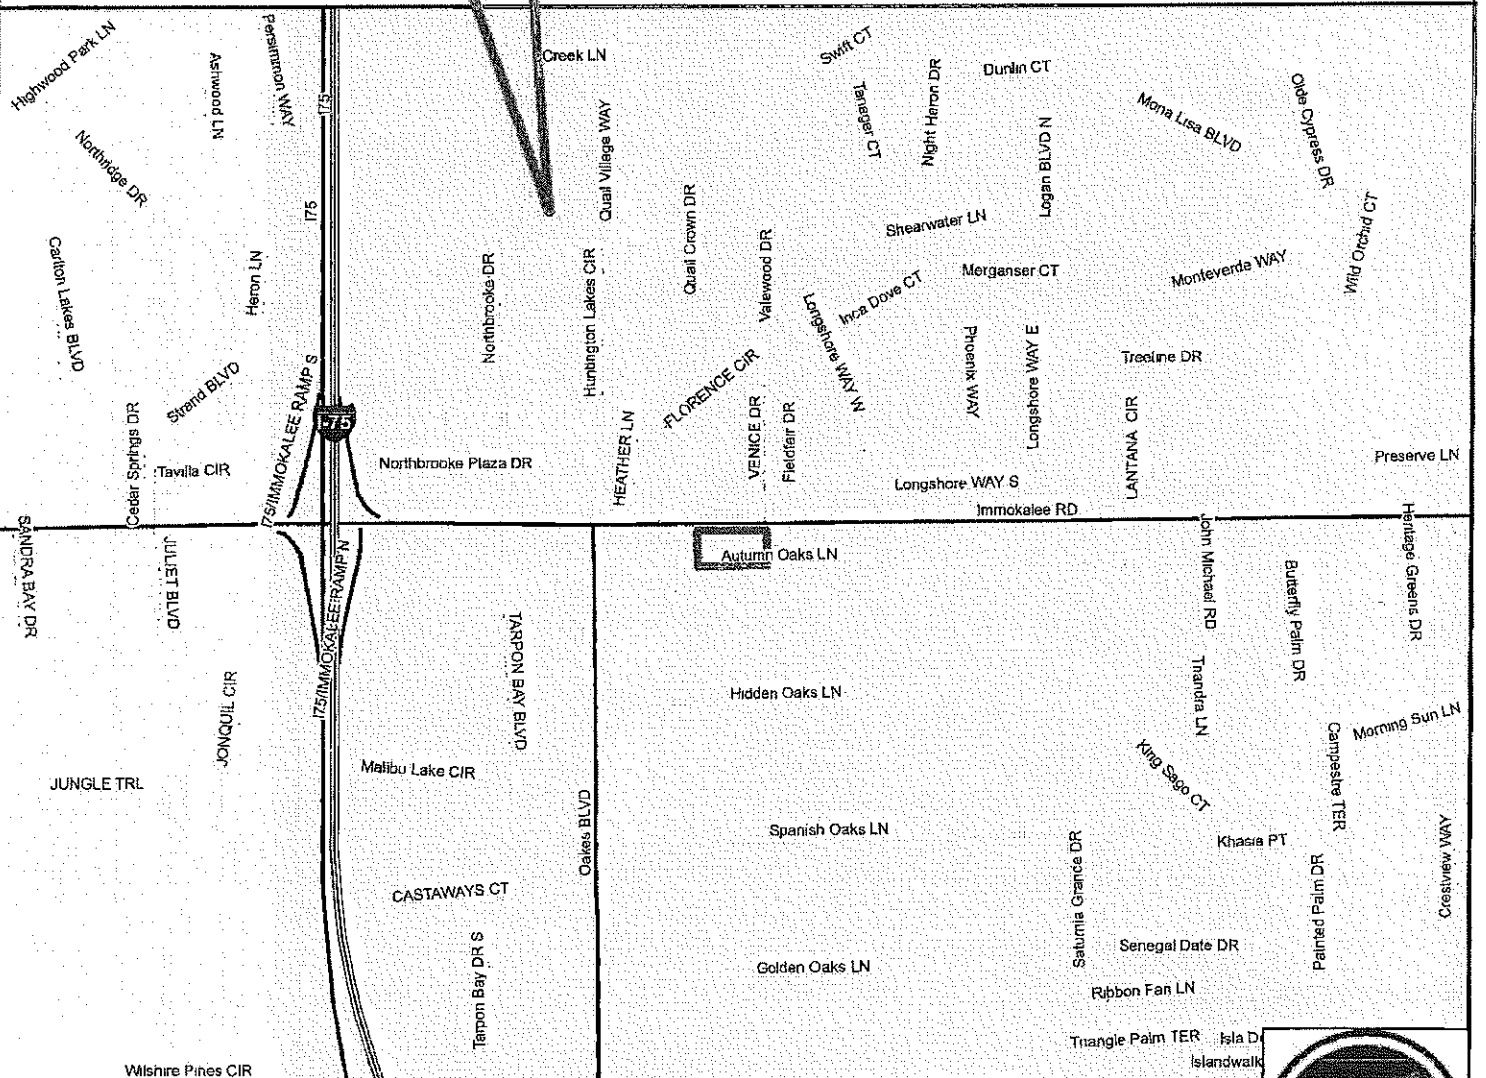 Highwood Park LN
Ashwood LN
Persimmon WAY
I75
Creek LN
Swift CT
Tanager CT
Night Heron DR
Dunlin CT
Mona Lisa BLVD
Olde Cypress DR
Northridge DR
Quail Village WAY
Logan BLVD N
I75
Quail Crown DR
Shearwater LN
Wild Orchid CT
Carlton Lakes BLVD
Heron LN
Northbrooke DR
Huntington Lakes CIR
Valewood DR
Inca Dove CT
Merganser CT
Monteverde WAY
Longshore WAY W
Phoenix WAY
Longshore WAY E
Treeline DR
Strand BLVD
I75/IMMOKALEE RAMP S
I-75
FLORENCE CIR
Cedar Springs DR
Tavilla CIR
Northbrooke Plaza DR
HEATHER LN
VENICE DR
Fieldfair DR
LANTANA CIR
Preserve LN
Longshore WAY S
Immokalee RD
SANDRA BAY DR
JULIET BLVD
I75/IMMOKALEE RAMP N
Autumn Oaks LN
John Michael RD
Butterfly Palm DR
Heritage Greens DR
TARPON BAY BLVD
JONQUIL CIR
Hidden Oaks LN
Tnandra LN
Morning Sun LN
JUNGLE TRL
Malibu Lake CIR
King Sago CT
Campestre TER
Oakes BLVD
Spanish Oaks LN
Khasia PT
Saturnia Grance DR
Painted Palm DR
Crestview WAY
CASTAWAYS CT
Tarpon Bay DR S
Golden Oaks LN
Senegal Date DR
Ribbon Fan LN
Triangle Palm TER
Isla D
Islandwalk
Wilshire Pines CIR